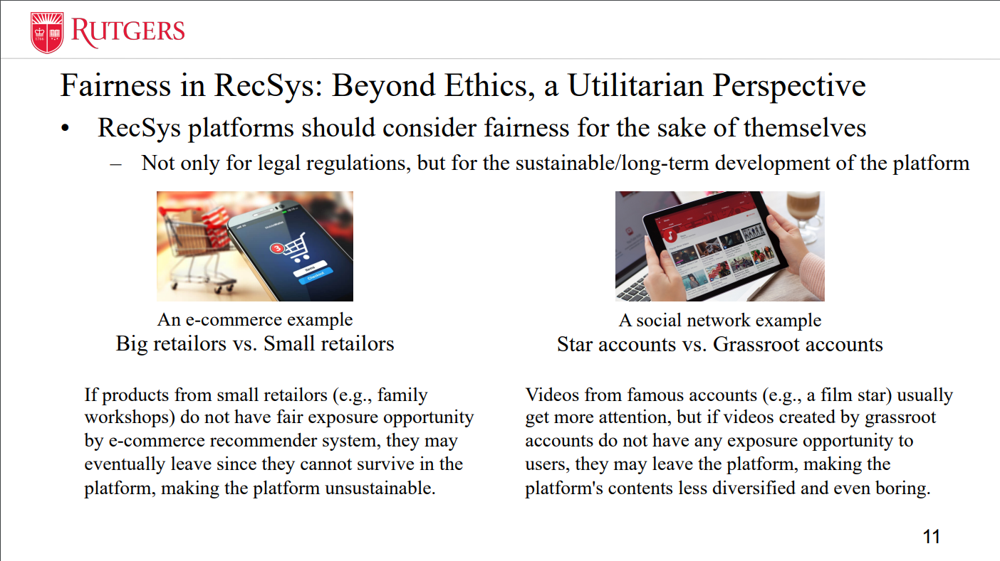 1766
RUTGERS
Fairness in RecSys: Beyond Ethics, a Utilitarian Perspective
• RecSys platforms should consider fairness for the sake of themselves
– Not only for legal regulations, but for the sustainable/long-term development of the platform
3
Items
Checkout
An e-commerce example
Big retailors vs. Small retailors
If products from small retailors (e.g., family
workshops) do not have fair exposure opportunity
by e-commerce recommender system, they may
eventually leave since they cannot survive in the
platform, making the platform unsustainable.
A social network example
Star accounts vs. Grassroot accounts
Videos from famous accounts (e.g., a film star) usually
get more attention, but if videos created by grassroot
accounts do not have any exposure opportunity to
users, they may leave the platform, making the
platform's contents less diversified and even boring.
11